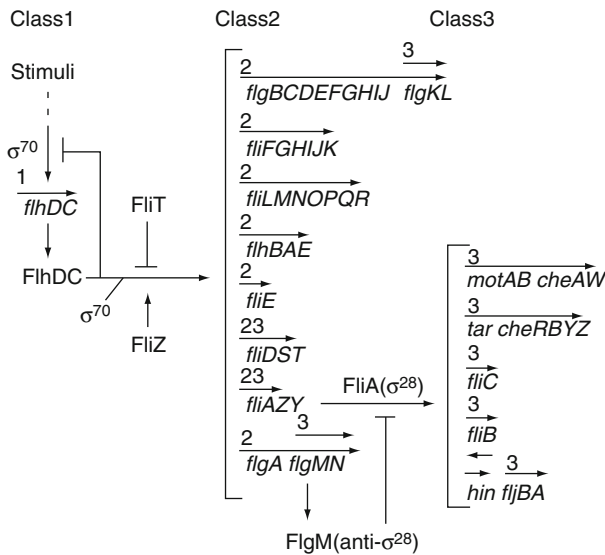 Class1 Class2 Class3
Stimuli
σ70
1
flhDC
FlhDC
σ70
FliT
FliZ
2 3
flgBCDEFGHIJ flgKL
2
fliFGHIJK
2
fliLMNOPQR
2
flhBAE
2
fliE
23
fliDST
23
fliAZY
2 3
flgA flgMN
FliA(σ28)
FlgM(anti-σ28)
3
motAB cheAW
3
tar cheRBYZ
3
fliC
3
fliB
3
hin fljBA